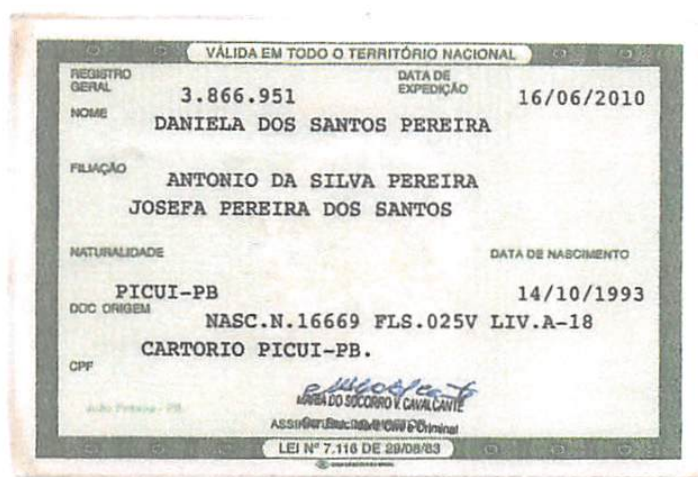 VÁLIDA EM TODO O TERRITÓRIO NACIONAL
REGISTRO GERAL 3.866.951 DATA DE EXPEDIÇÃO 16/06/2010
NOME DANIELA DOS SANTOS PEREIRA
FILIAÇÃO ANTONIO DA SILVA PEREIRA
JOSEFA PEREIRA DOS SANTOS
NATURALIDADE DATA DE NASCIMENTO
PICUI-PB 14/10/1993
DOC ORIGEM NASC.N.16669 FLS.025V LIV.A-18
CARTORIO PICUI-PB.
CPF
João Pessoa - PB
MARIA DO SOCORRO V. CAVALCANTE
LEI Nº 7.116 DE 29/08/83